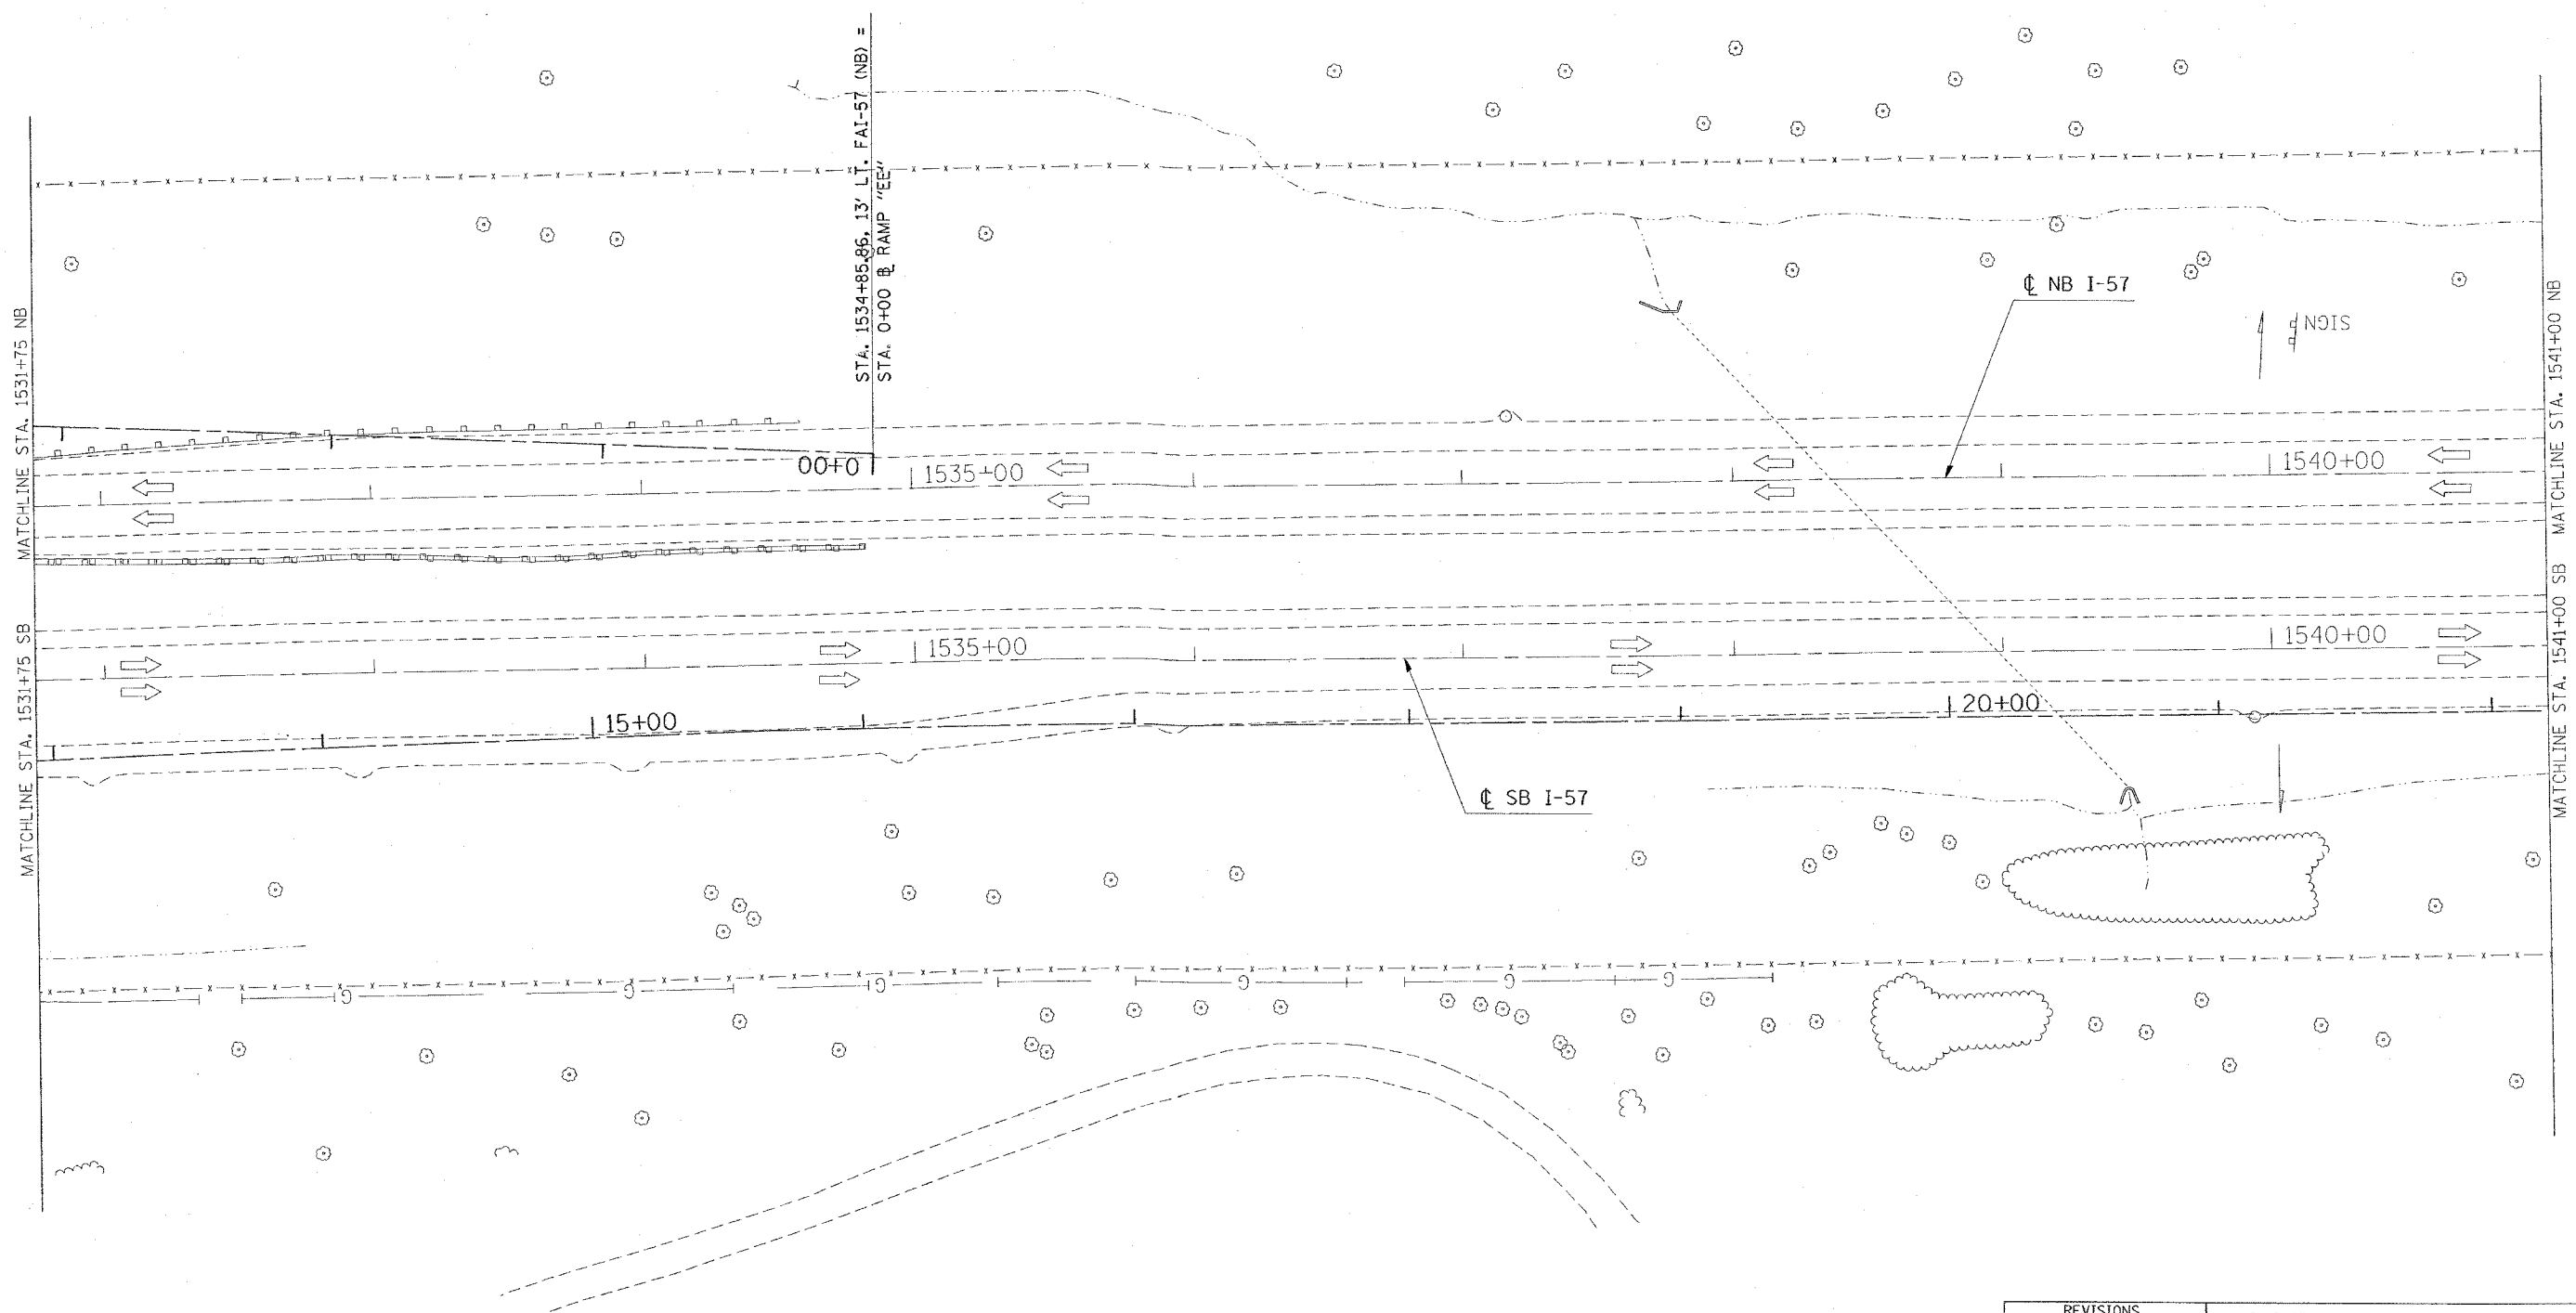 STA. 1534+85.86, 13' LT. FAI-57 (NB) =
STA. 0+00 ℄ RAMP "EE"
MATCHLINE STA. 1531+75 NB
MATCHLINE STA. 1531+75 SB
℄ NB I-57
SIGN
MATCHLINE STA. 1541+00 NB
MATCHLINE STA. 1541+00 SB
0+00
1535+00
1540+00
1535+00
1540+00
15+00
20+00
℄ SB I-57
G
G
G
G
G
G
REVISIONS